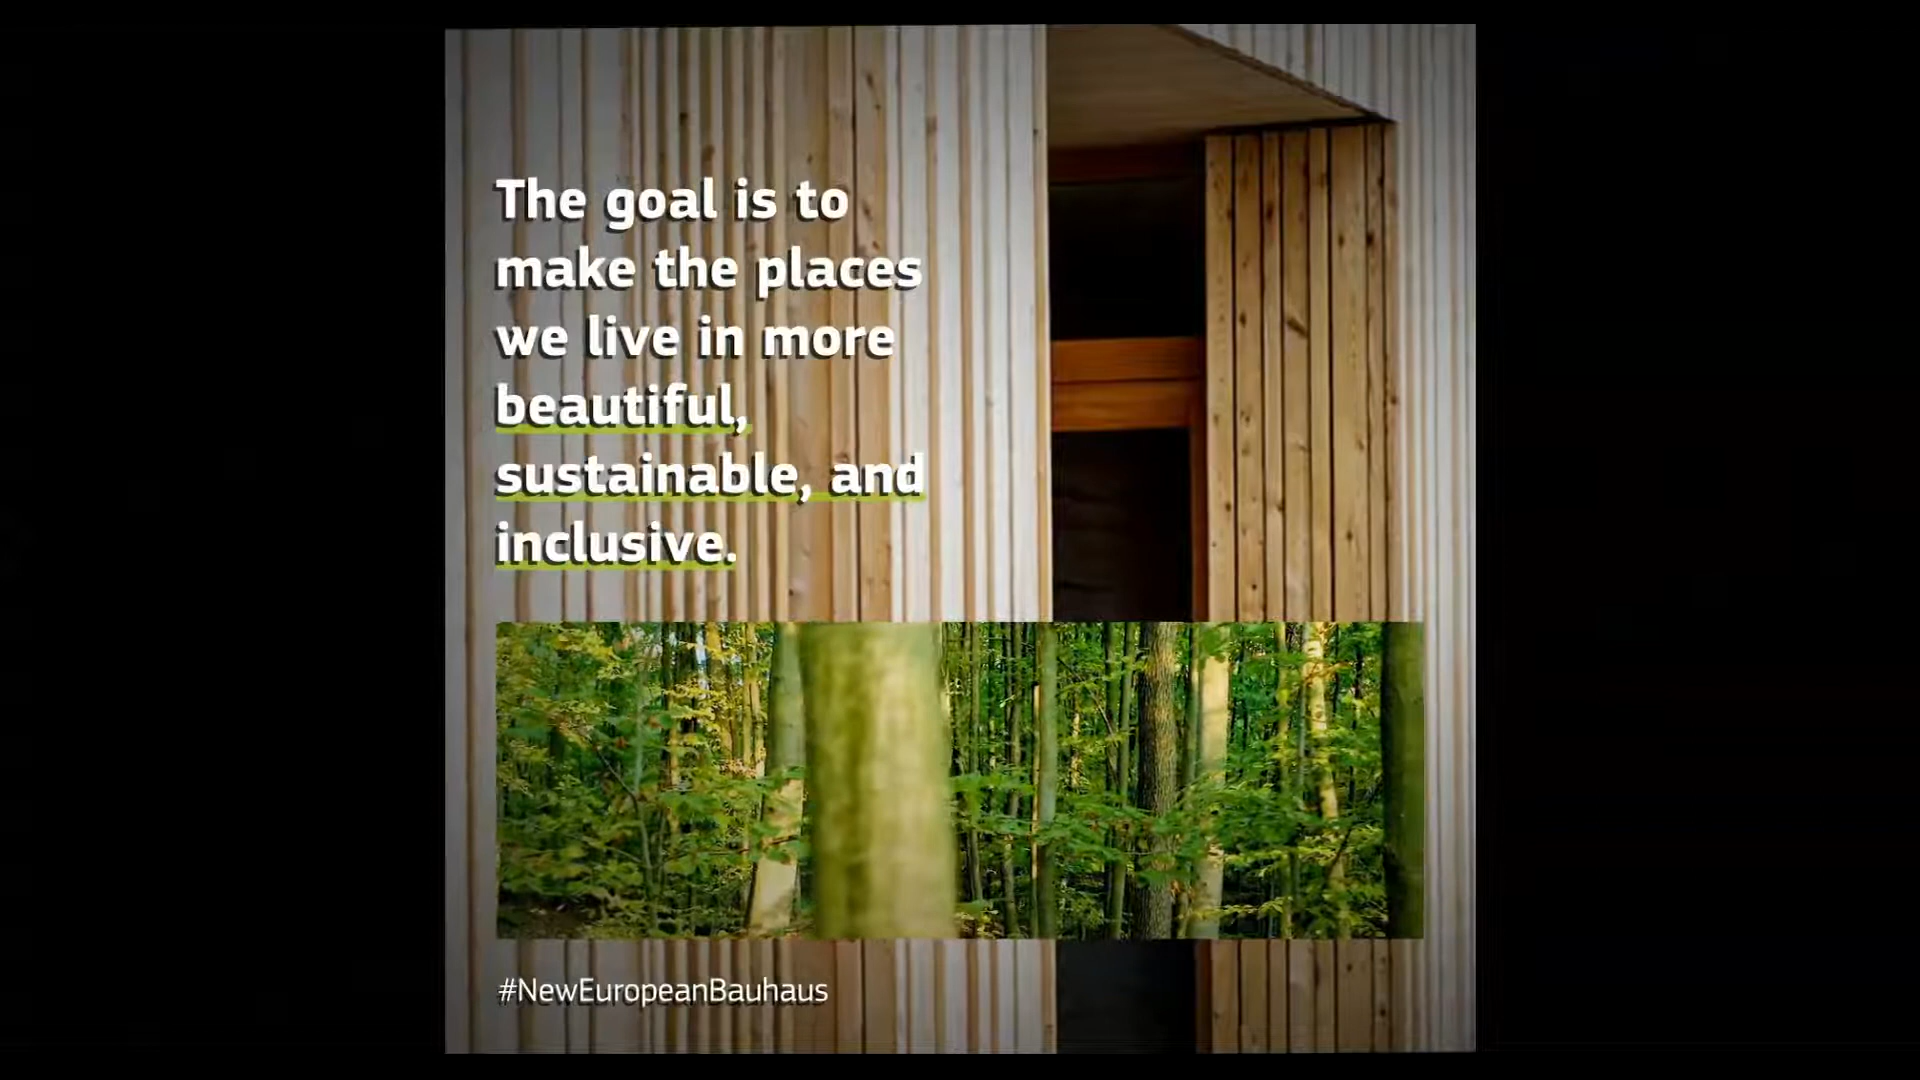 The goal is to
make the places
we live in more
beautiful,
sustainable, and
inclusive.
#NewEuropeanBauhaus